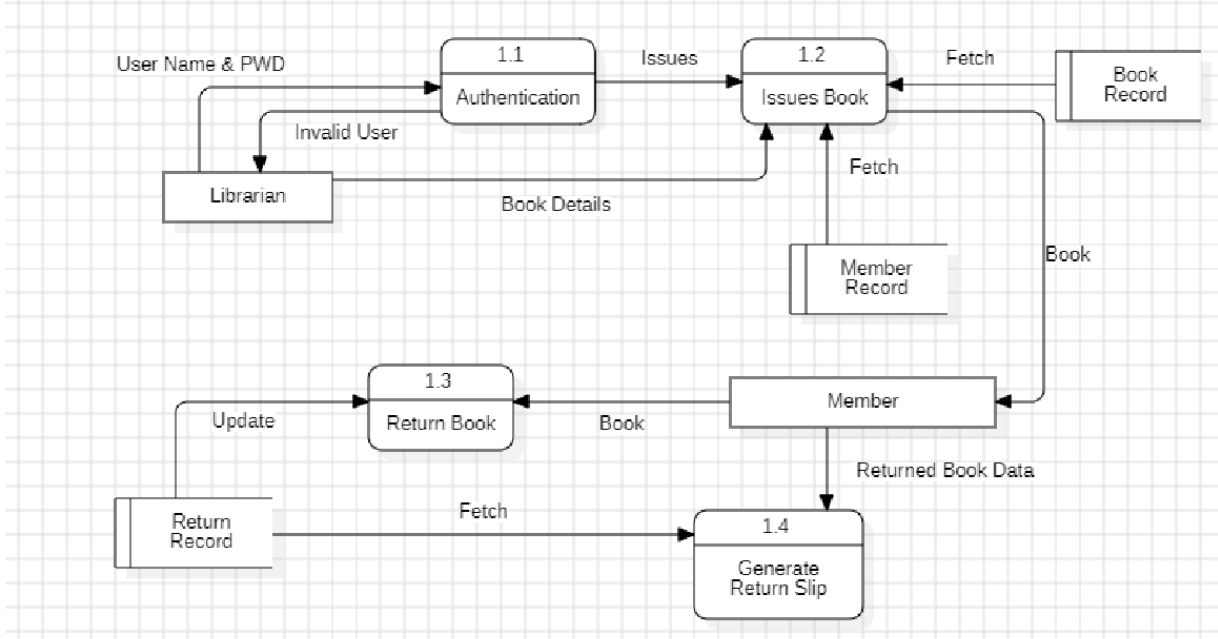 1.1
Issues
1.2
Fetch
User Name & PWD
Book
Record
Authentication
Issues Book
Invalid User
Fetch
Librarian
Book Details
Book
Member
Record
1.3
Member
Update
Return Book
Book
Returned Book Data
Fetch
Return
Record
1.4
Generate
Return Slip